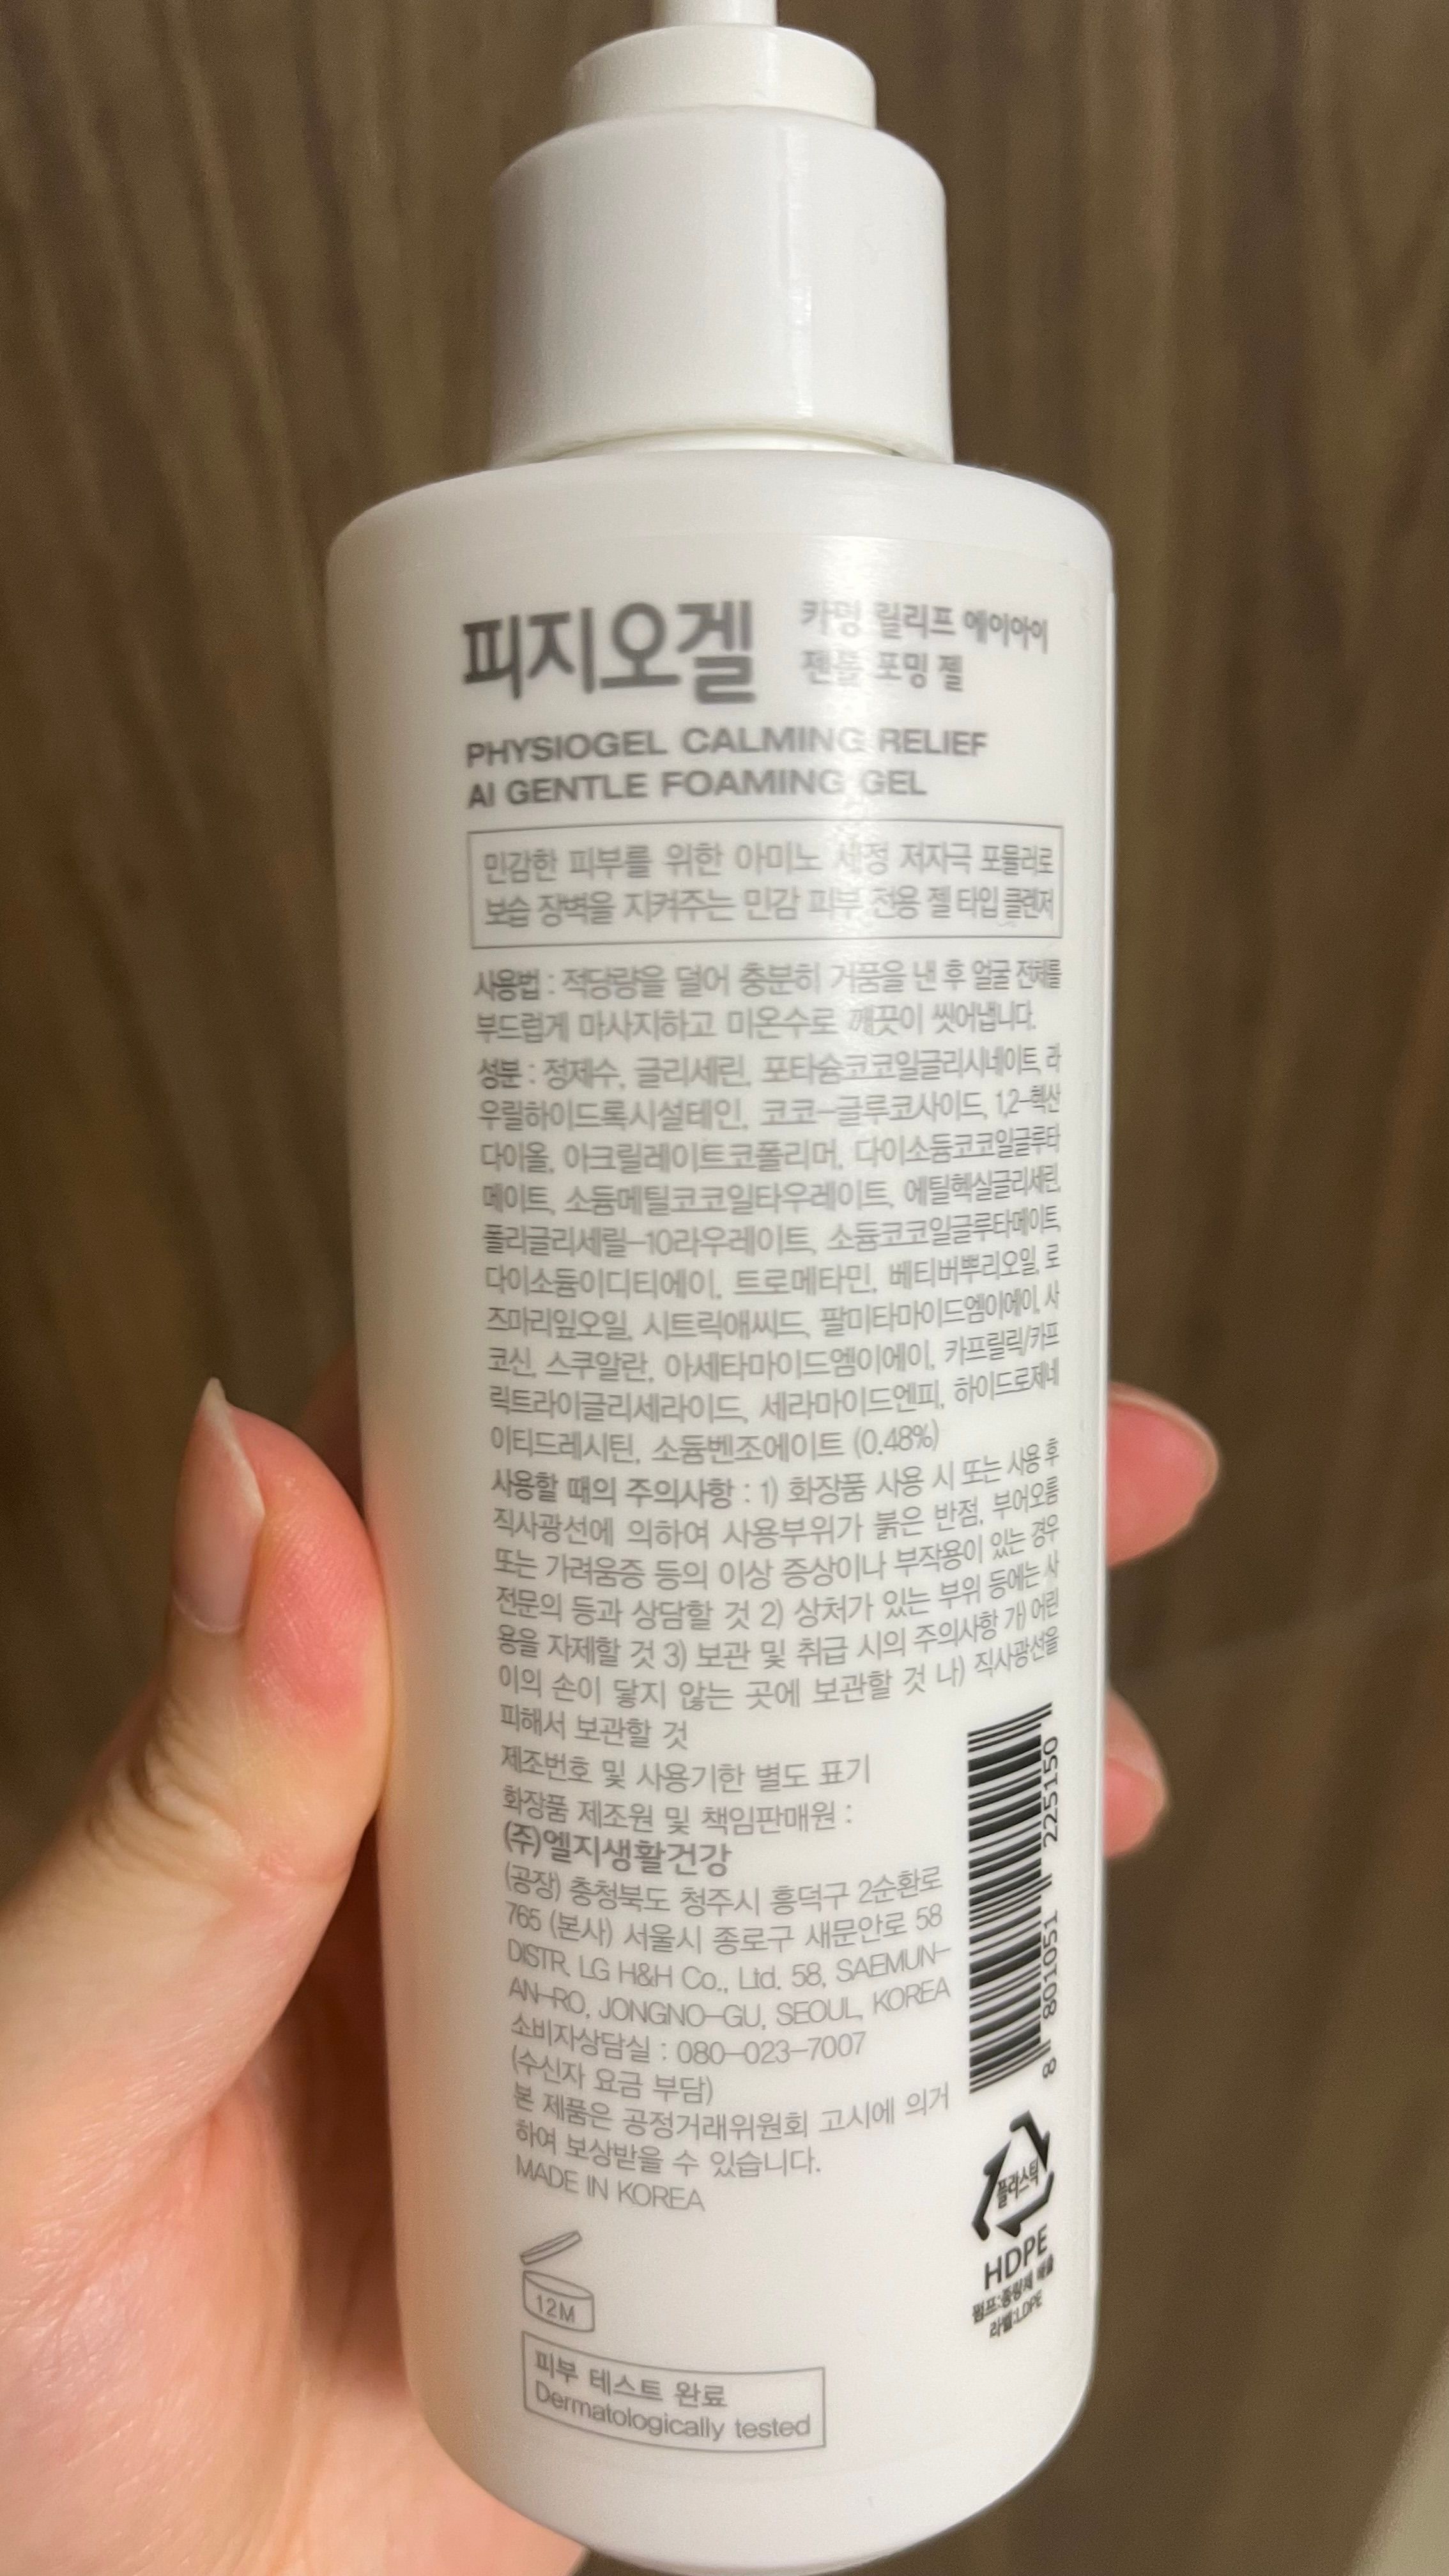 피지오겔
카밍 릴리프 에이아이
젠틀 포밍 젤
PHYSIOGEL CALMING RELIEF
AI GENTLE FOAMING GEL
민감한 피부를 위한 아미노 세정 저자극 포뮬러로
보습 장벽을 지켜주는 민감 피부 전용 젤 타입 클렌저
사용법 : 적당량을 덜어 충분히 거품을 낸 후 얼굴 전체를
부드럽게 마사지하고 미온수로 깨끗이 씻어냅니다.
성분 : 정제수, 글리세린, 포타슘코코일글리시네이트, 라
우릴하이드록시설테인, 코코-글루코사이드, 1,2-헥산
다이올, 아크릴레이트코폴리머, 다이소듐코코일글루타
메이트, 소듐메틸코코일타우레이트, 에틸헥실글리세린,
폴리글리세릴-10라우레이트, 소듐코코일글루타메이트,
다이소듐이디티에이, 트로메타민, 베티버뿌리오일, 로
즈마리잎오일, 시트릭애씨드, 팔미타마이드엠이에이, 사
코신, 스쿠알란, 아세타마이드엠이에이, 카프릴릭/카프
릭트라이글리세라이드, 세라마이드엔피, 하이드로제네
이티드레시틴, 소듐벤조에이트 (0.48%)
사용할 때의 주의사항 : 1) 화장품 사용 시 또는 사용 후
직사광선에 의하여 사용부위가 붉은 반점, 부어오름
또는 가려움증 등의 이상 증상이나 부작용이 있는 경우
전문의 등과 상담할 것 2) 상처가 있는 부위 등에는 사
용을 자제할 것 3) 보관 및 취급 시의 주의사항 가) 어린
이의 손이 닿지 않는 곳에 보관할 것 나) 직사광선을
피해서 보관할 것
제조번호 및 사용기한 별도 표기
화장품 제조원 및 책임판매원 :
(주)엘지생활건강
(공장) 충청북도 청주시 흥덕구 2순환로
765 (본사) 서울시 종로구 새문안로 58
DISTR. LG H&H Co., Ltd. 58, SAEMUN-
AN-RO, JONGNO-GU, SEOUL, KOREA
소비자상담실 : 080-023-7007
(수신자 요금 부담)
본 제품은 공정거래위원회 고시에 의거
하여 보상받을 수 있습니다.
MADE IN KOREA
8 801051 225150
플라스틱
HDPE
펌프:종량제 배출
라벨:LDPE
12M
피부 테스트 완료
Dermatologically tested